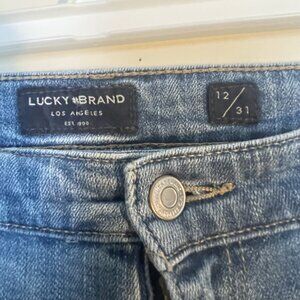 LUCKY BRAND
LOS ANGELES
EST. 1990
12/31